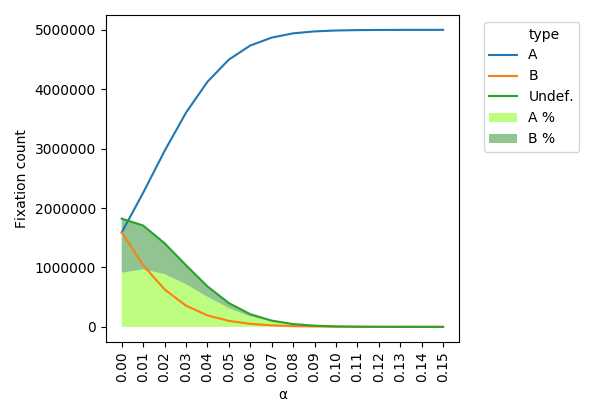 Fixation count
5000000
4000000
3000000
2000000
1000000
0
0.00
0.01
0.02
0.03
0.04
0.05
0.06
0.07
0.08
0.09
0.10
0.11
0.12
0.13
0.14
0.15
α
type
A
B
Undef.
A %
B %